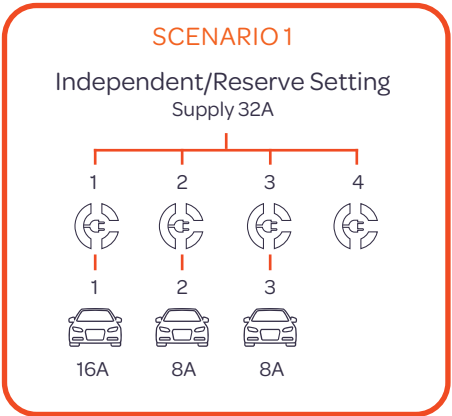 SCENARIO 1
Independent/Reserve Setting
Supply 32A
1 2 3 4
1 2 3
16A 8A 8A